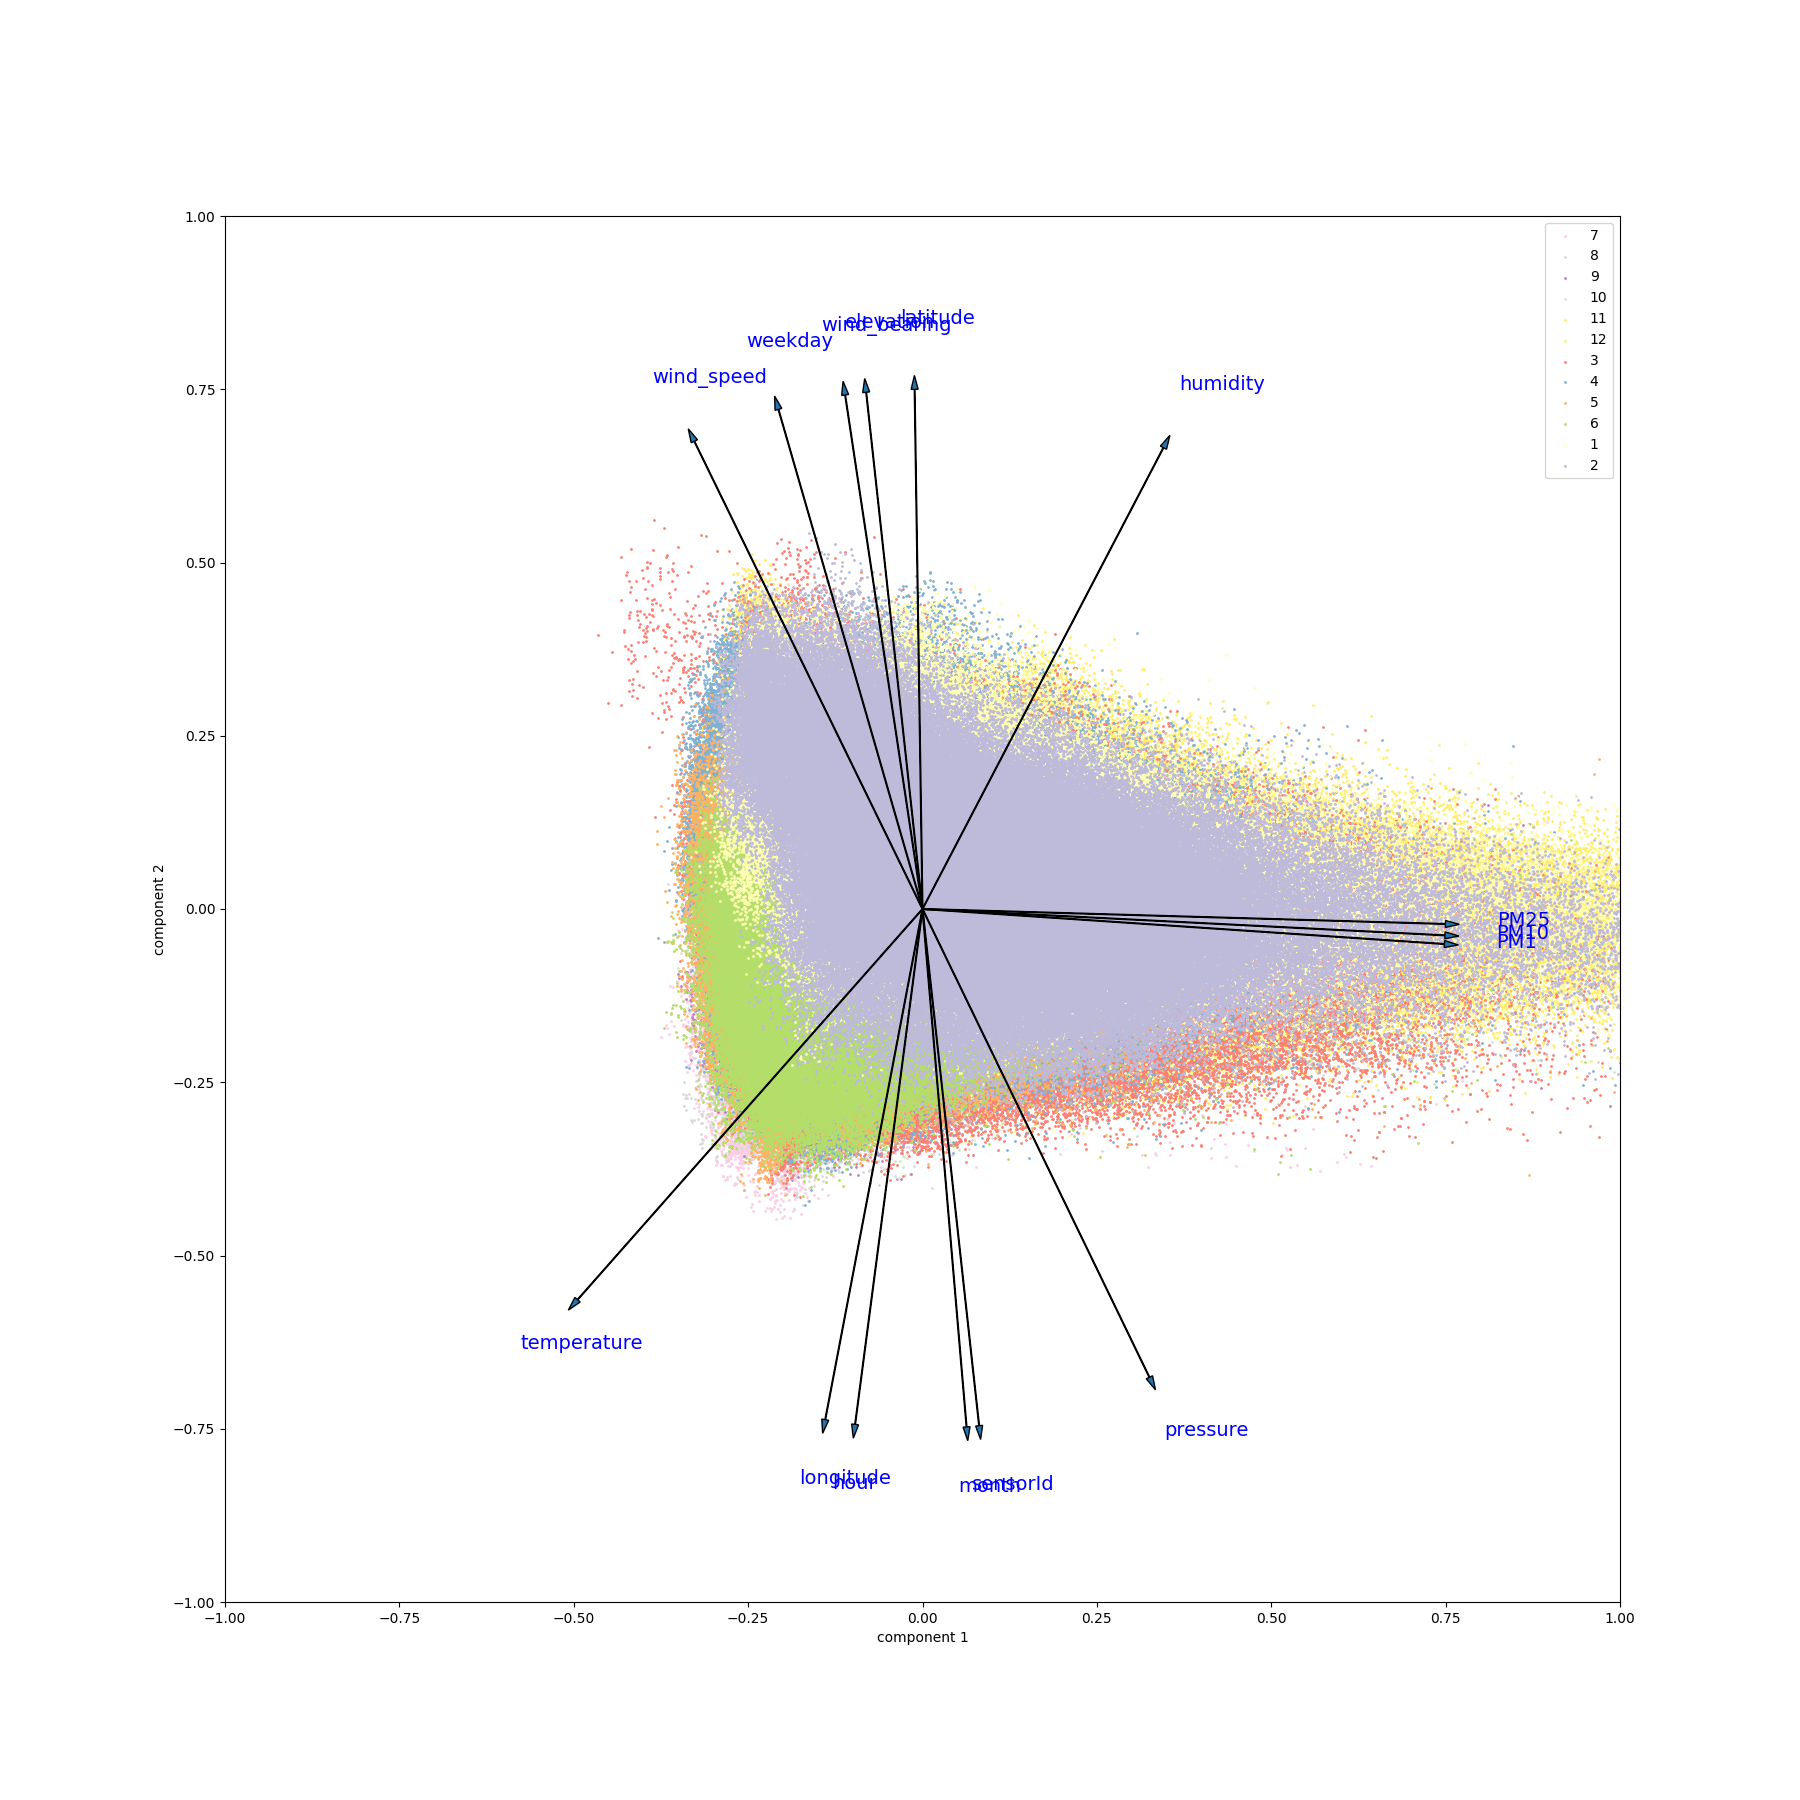 1.00
0.75
0.50
0.25
0.00
−0.25
−0.50
−0.75
−1.00
component 2
−1.00
−0.75
−0.50
−0.25
0.00
0.25
0.50
0.75
1.00
component 1
7
8
9
10
11
12
3
4
5
6
1
2
latitude
elevation
wind_bearing
weekday
wind_speed
humidity
PM25
PM10
PM1
temperature
pressure
longitude
hour
month
sensorId